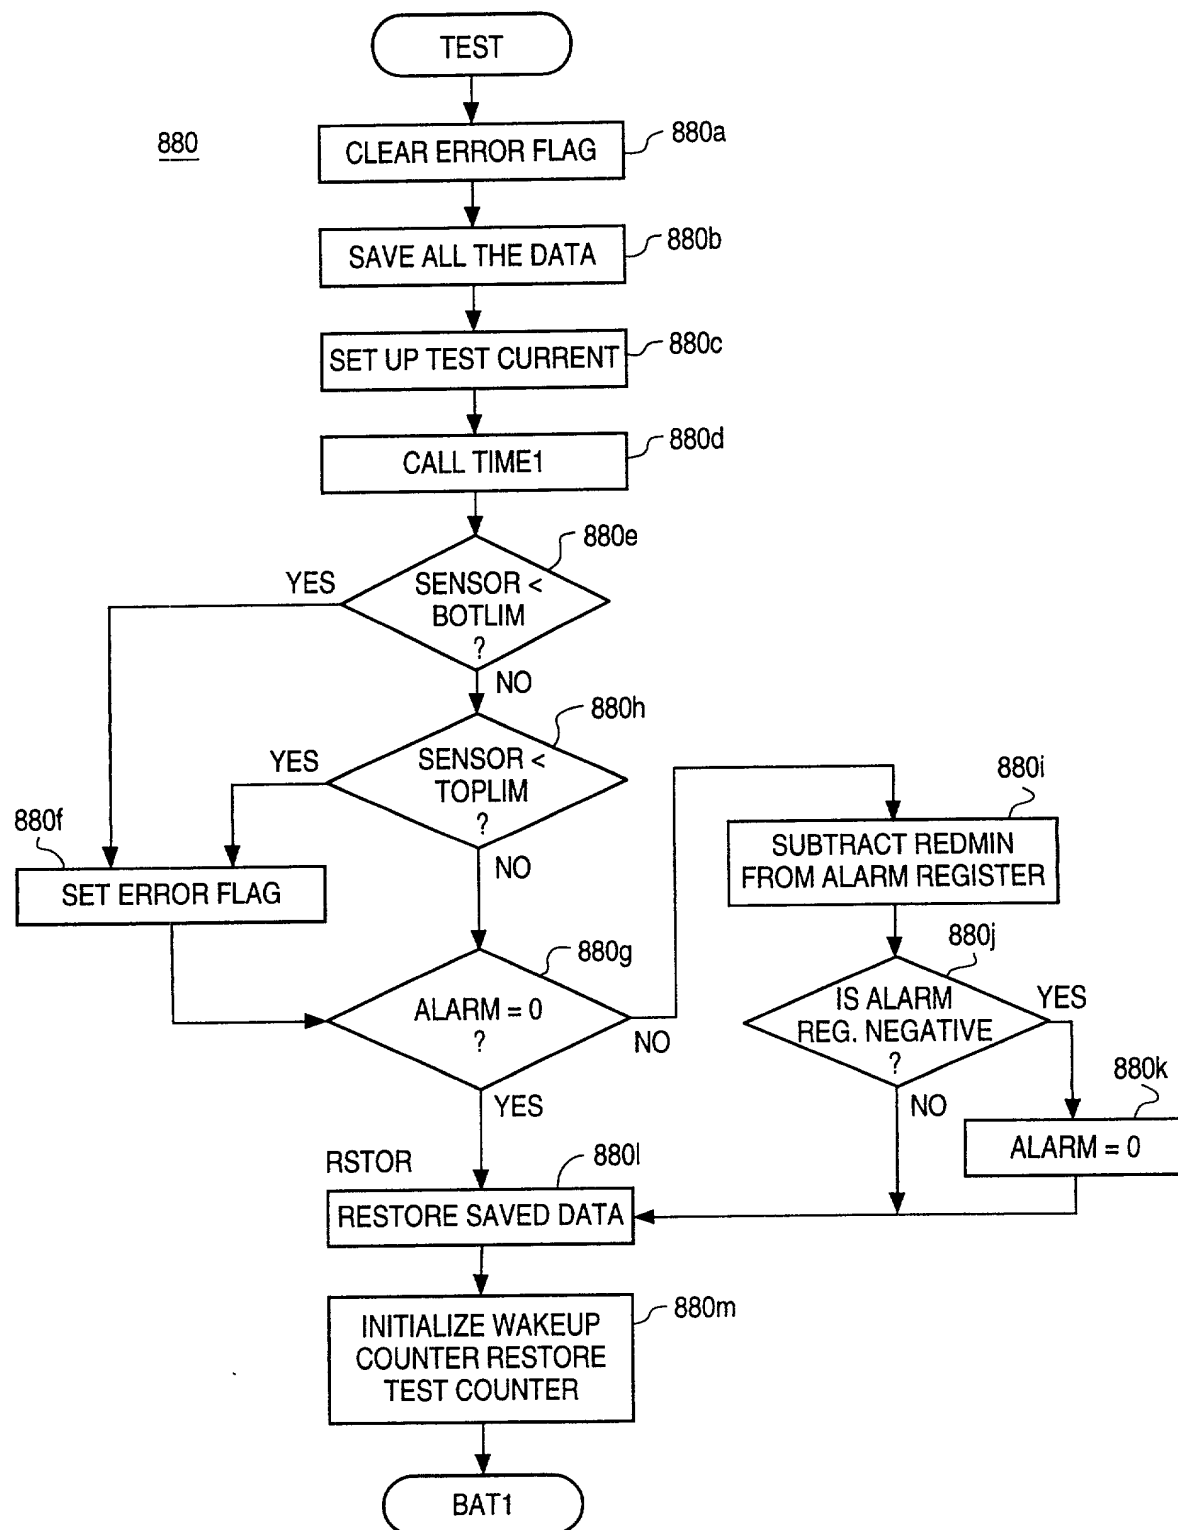 TEST
880
CLEAR ERROR FLAG
880a
SAVE ALL THE DATA
880b
SET UP TEST CURRENT
880c
CALL TIME1
880d
SENSOR <
BOTLIM
?
880e
YES
NO
SENSOR <
TOPLIM
?
880h
YES
NO
880f
SET ERROR FLAG
ALARM = 0
?
880g
NO
YES
880i
SUBTRACT REDMIN
FROM ALARM REGISTER
880j
IS ALARM
REG. NEGATIVE
?
YES
NO
880k
ALARM = 0
RSTOR
880l
RESTORE SAVED DATA
INITIALIZE WAKEUP
COUNTER RESTORE
TEST COUNTER
880m
BAT1